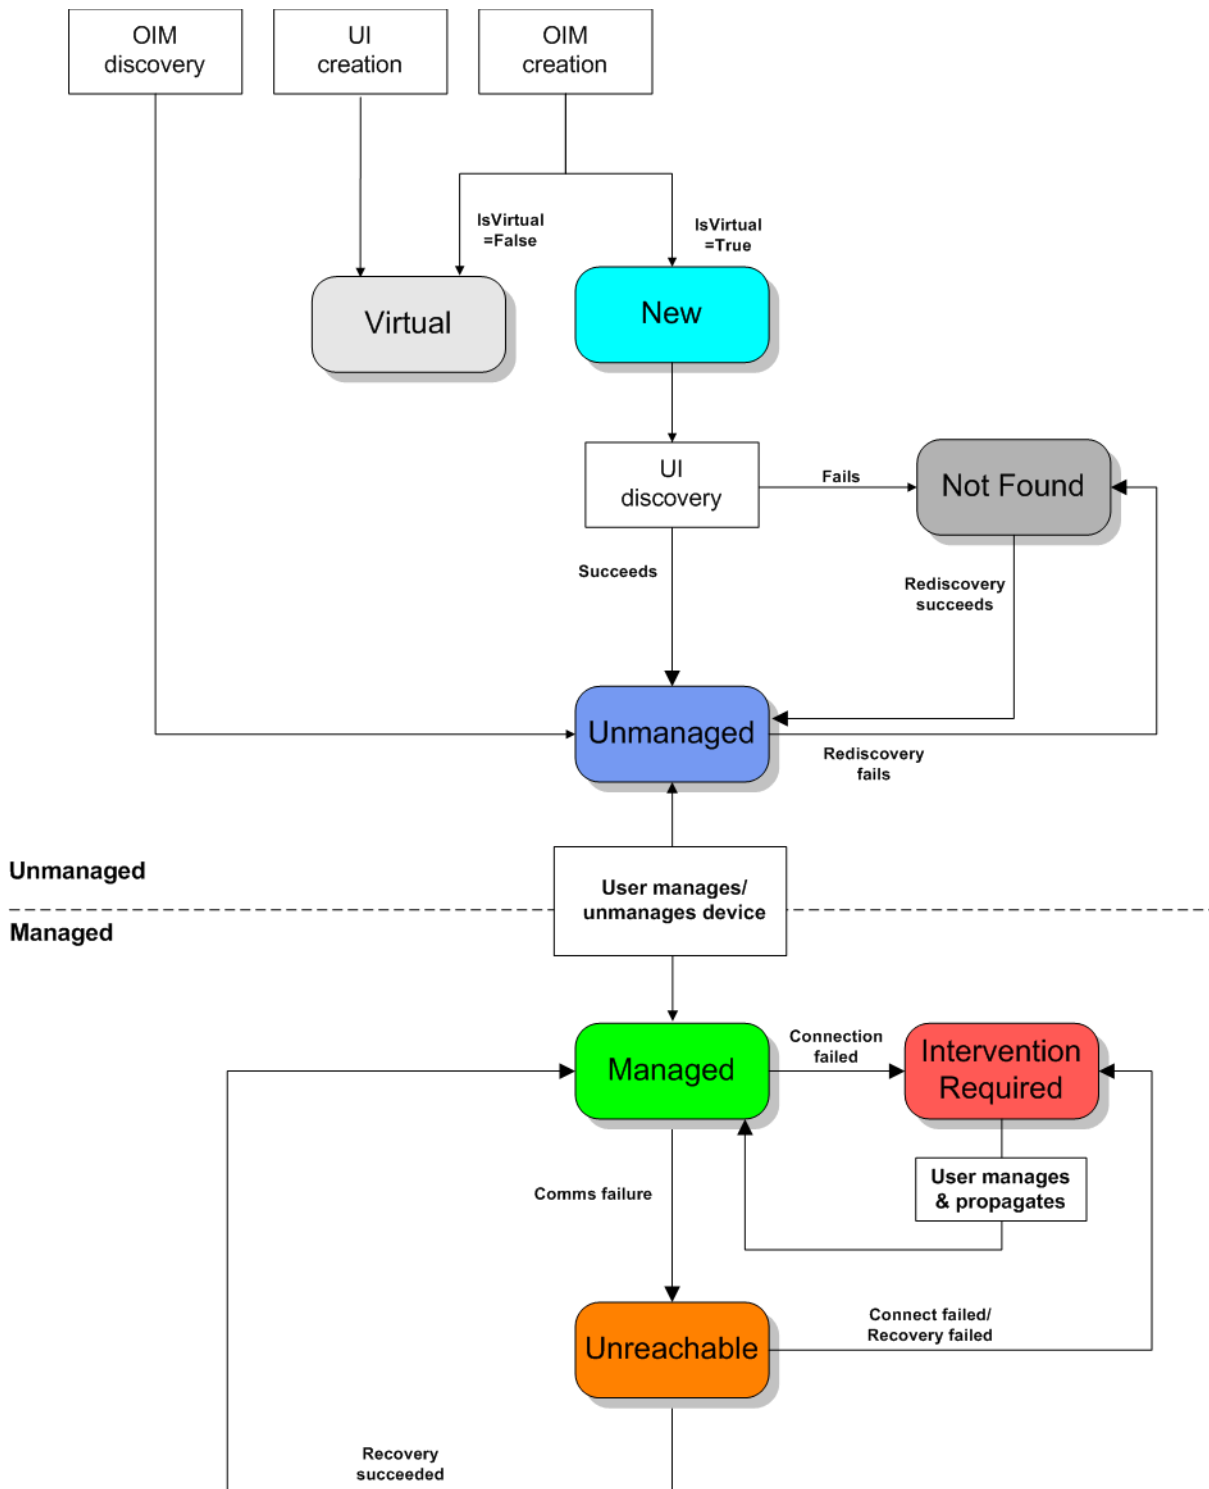 OIM
discovery
UI
creation
OIM
creation
IsVirtual
=False
IsVirtual
=True
Virtual
New
UI
discovery
Fails
Not Found
Succeeds
Rediscovery
succeeds
Unmanaged
Rediscovery
fails
Unmanaged
User manages/
unmanages device
Managed
Managed
Connection
failed
Intervention
Required
User manages
& propagates
Comms failure
Unreachable
Connect failed/
Recovery failed
Recovery
succeeded